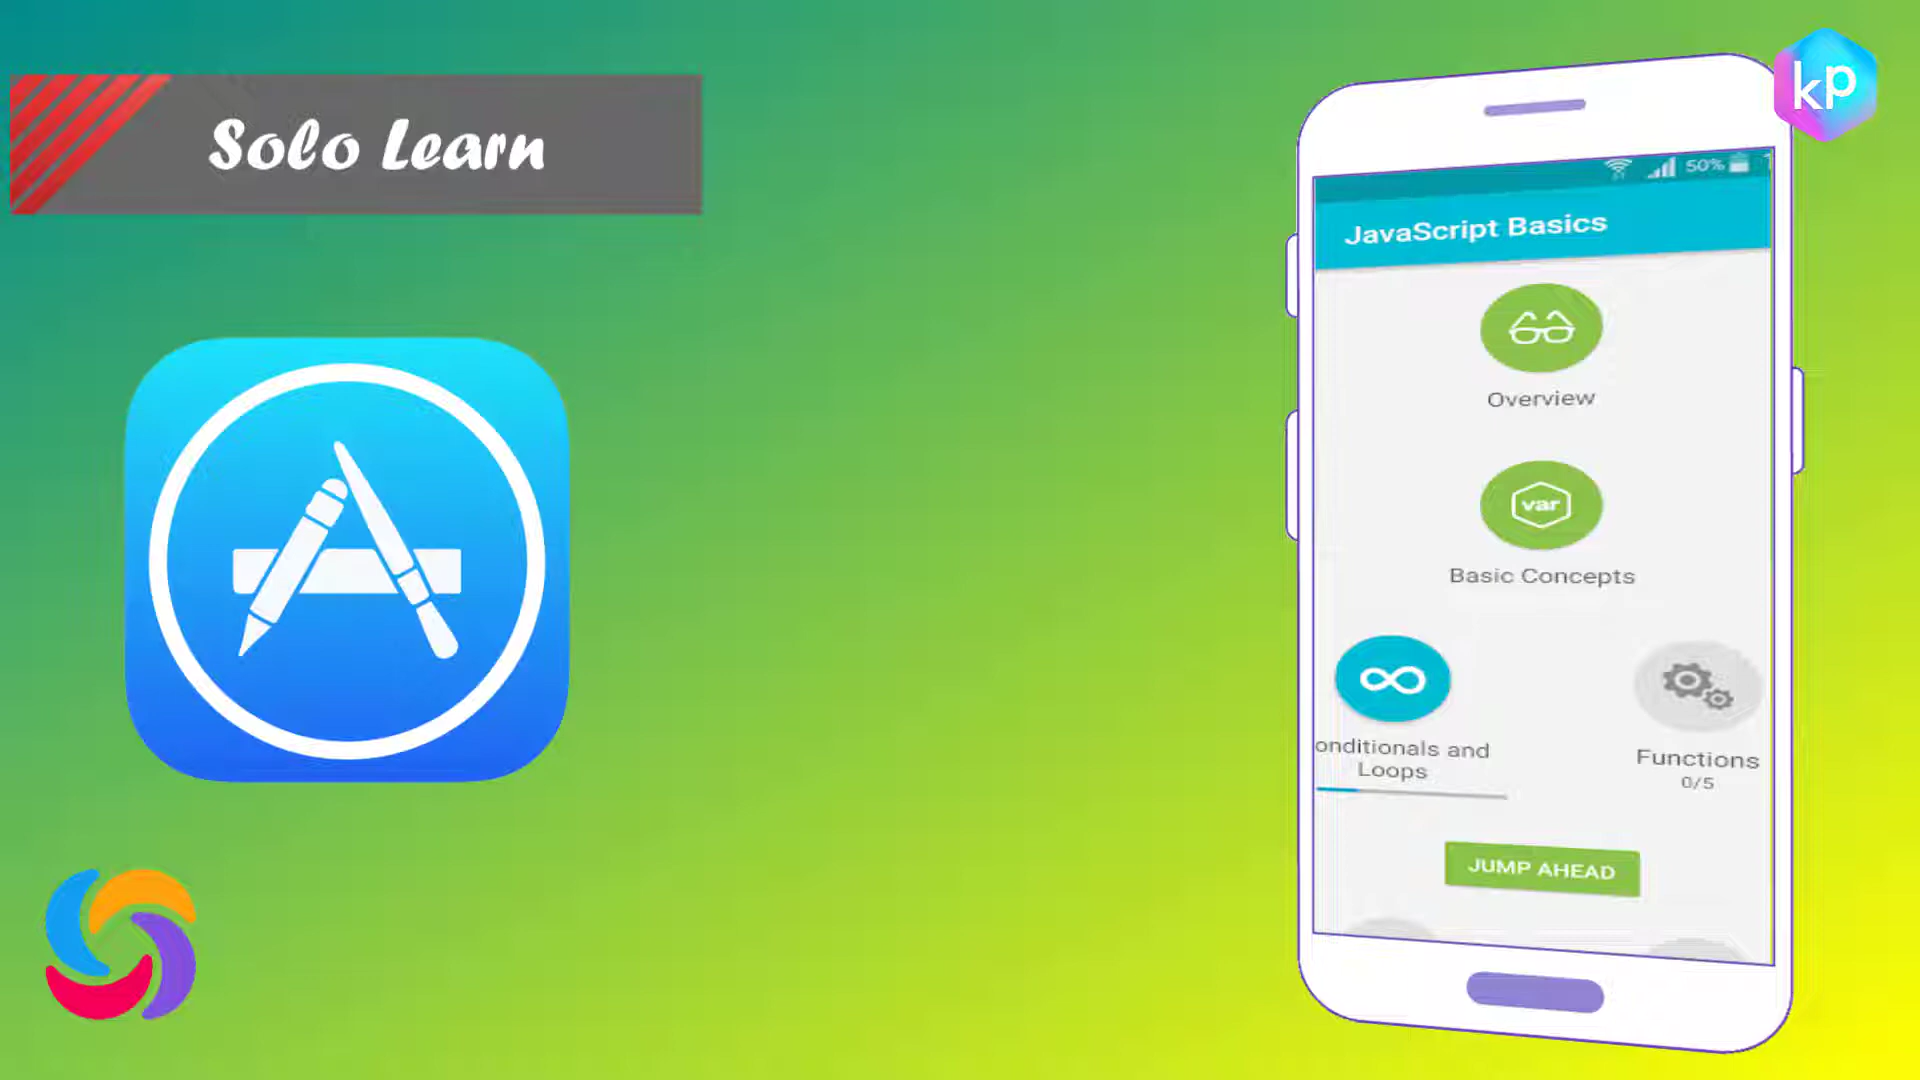 Solo Learn
kp
50%
JavaScript Basics
Overview
var
Basic Concepts
onditionals and
Loops
Functions
0/5
JUMP AHEAD